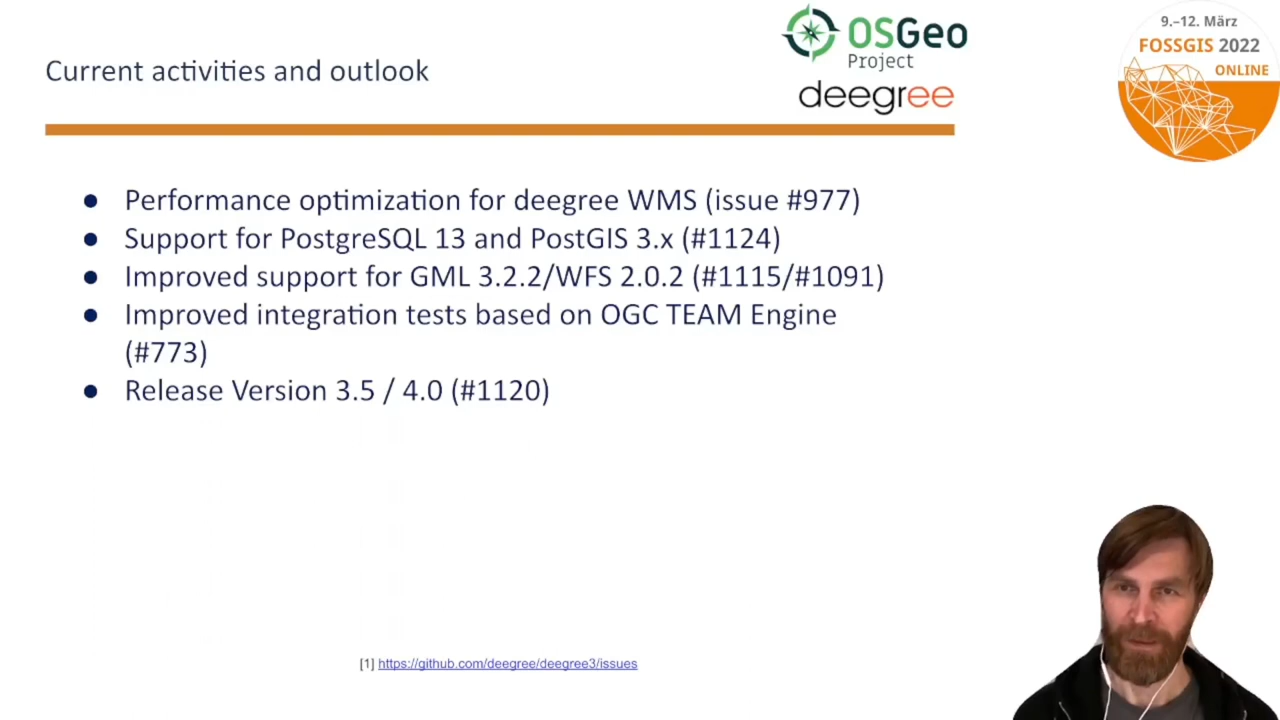 Current activities and outlook
OSGeo
Project
deegree
9.–12. März
FOSSGIS 2022
ONLINE
● Performance optimization for deegree WMS (issue #977)
● Support for PostgreSQL 13 and PostGIS 3.x (#1124)
● Improved support for GML 3.2.2/WFS 2.0.2 (#1115/#1091)
● Improved integration tests based on OGC TEAM Engine
(#773)
● Release Version 3.5 / 4.0 (#1120)
[1] https://github.com/deegree/deegree3/issues